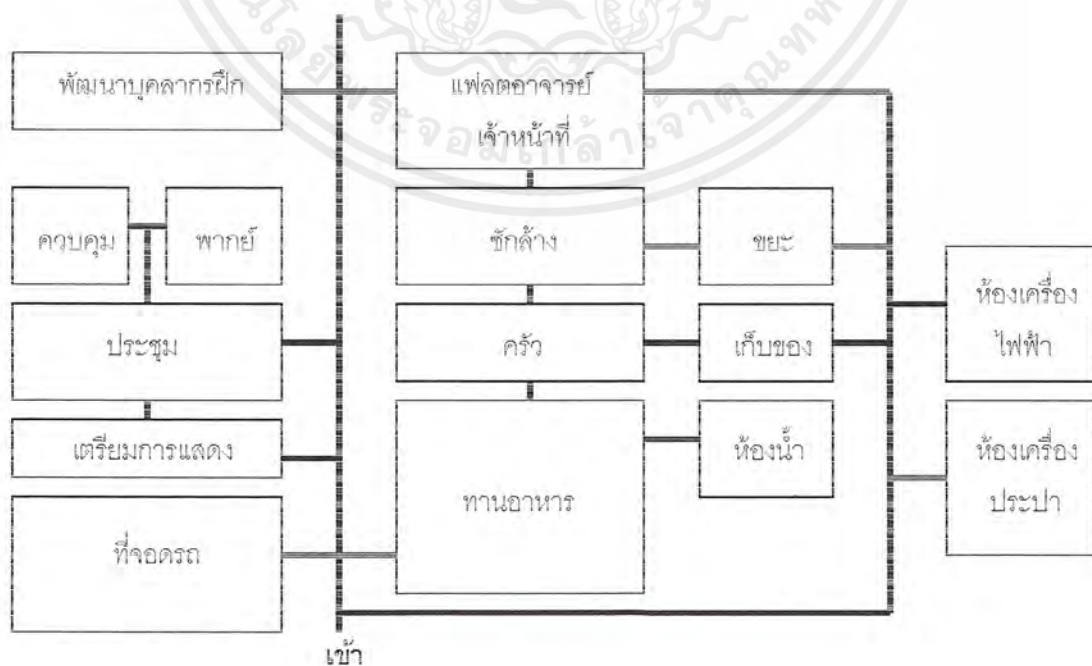 พัฒนาบุคลากรฝึก
แฟลตอาจารย์
เจ้าหน้าที่
ควบคุม
พากย์
ซักล้าง
ขยะ
ห้องเครื่อง
ไฟฟ้า
ประชุม
ครัว
เก็บของ
เตรียมการแสดง
ห้องน้ำ
ห้องเครื่อง
ประปา
ทานอาหาร
ที่จอดรถ
เข้า